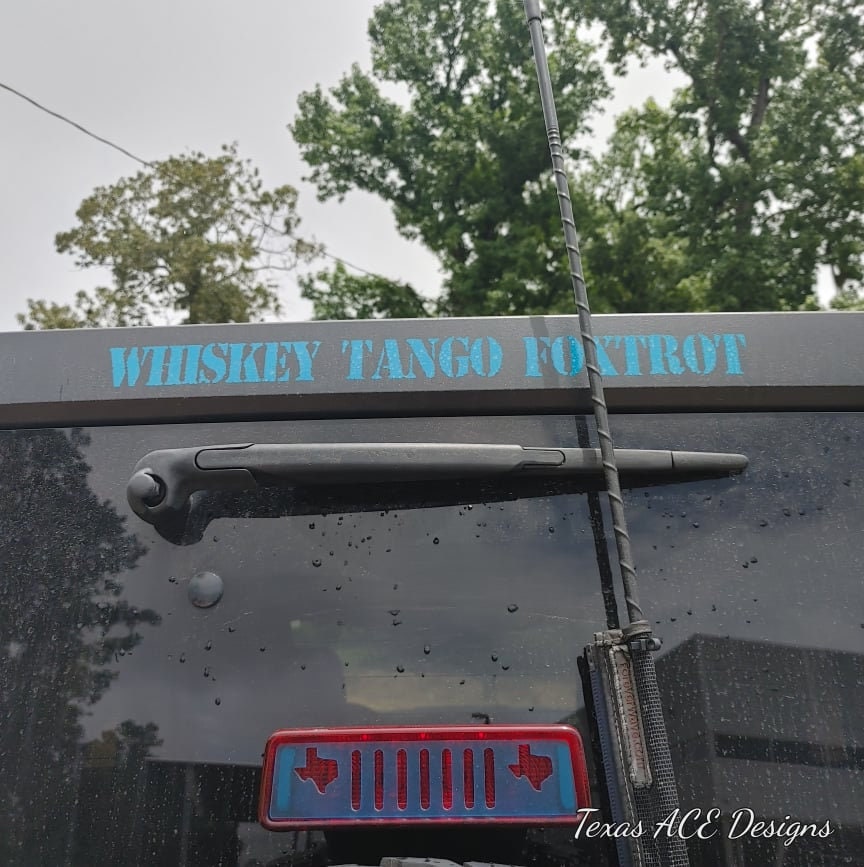 WHISKEY TANGO FOXTROT
Texas ACE Designs